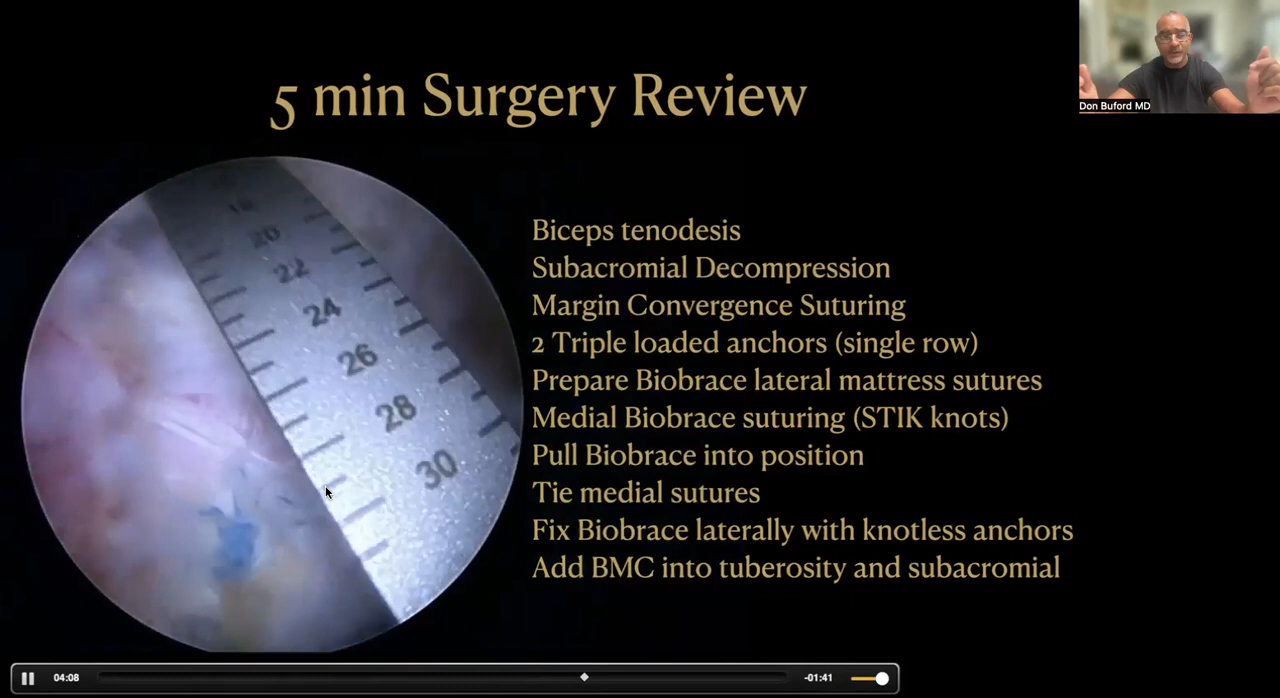 5 min Surgery Review
Don Buford MD
18
20
22
24
26
28
30
Biceps tenodesis
Subacromial Decompression
Margin Convergence Suturing
2 Triple loaded anchors (single row)
Prepare Biobrace lateral mattress sutures
Medial Biobrace suturing (STIK knots)
Pull Biobrace into position
Tie medial sutures
Fix Biobrace laterally with knotless anchors
Add BMC into tuberosity and subacromial
04:08
-01:41